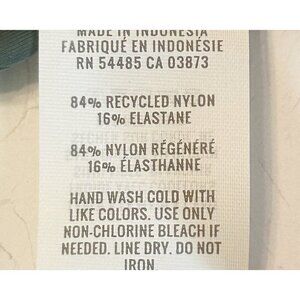 MADE IN INDONESIA
FABRIQUÉ EN INDONÉSIE
RN 54485 CA 03873
84% RECYCLED NYLON
16% ELASTANE
84% NYLON RÉGÉNÉRÉ
16% ÉLASTHANNE
HAND WASH COLD WITH
LIKE COLORS. USE ONLY
NON-CHLORINE BLEACH IF
NEEDED. LINE DRY. DO NOT
IRON.